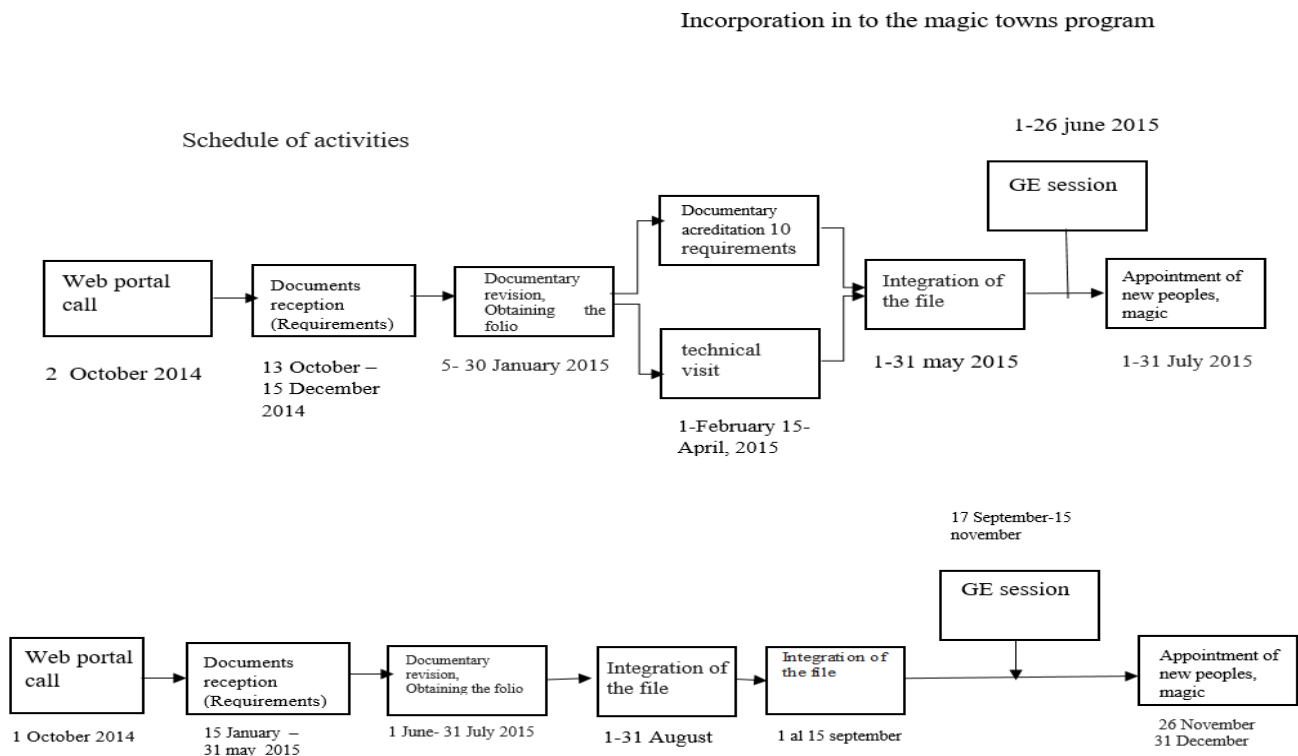 Incorporation in to the magic towns program
Schedule of activities
1-26 june 2015
GE session
Documentary
acreditation 10
requirements
Web portal
call
Documents
reception
(Requirements)
Documentary
revision,
Obtaining the
folio
Integration of
the file
Appointment of
new peoples,
magic
technical
visit
2 October 2014
13 October –
15 December
2014
5- 30 January 2015
1-31 may 2015
1-31 July 2015
1-February 15-
April, 2015
17 September-15
november
GE session
Web portal
call
Documents
reception
(Requirements)
Documentary
revision,
Obtaining the folio
Integration of
the file
Integration of
the file
Appointment of
new peoples,
magic
1 October 2014
15 January –
31 may 2015
1 June- 31 July 2015
1-31 August
1 al 15 september
26 November
31 December